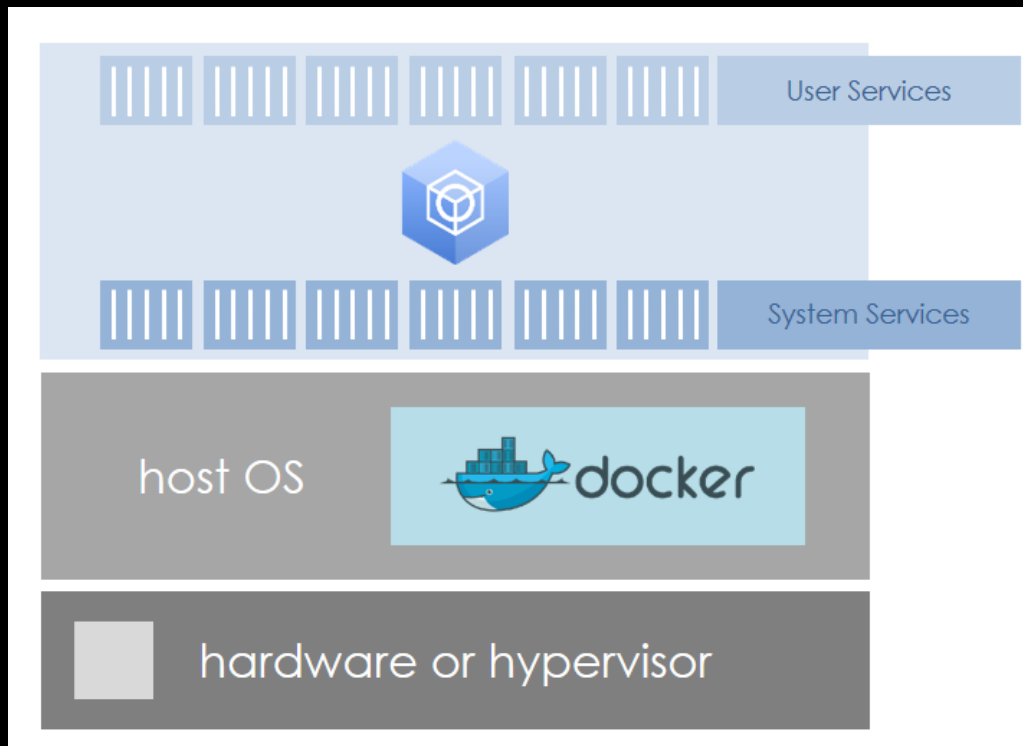 User Services
System Services
host OS
docker
hardware or hypervisor